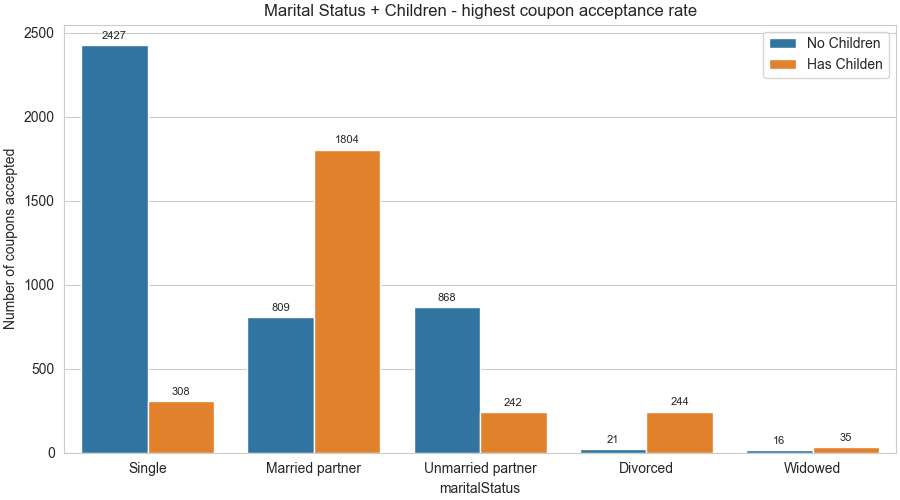 Marital Status + Children - highest coupon acceptance rate
No Children
Has Childen
Number of coupons accepted
2500
2000
1500
1000
500
0
2427
308
809
1804
868
242
21
244
16
35
Single
Married partner
Unmarried partner
Divorced
Widowed
maritalStatus